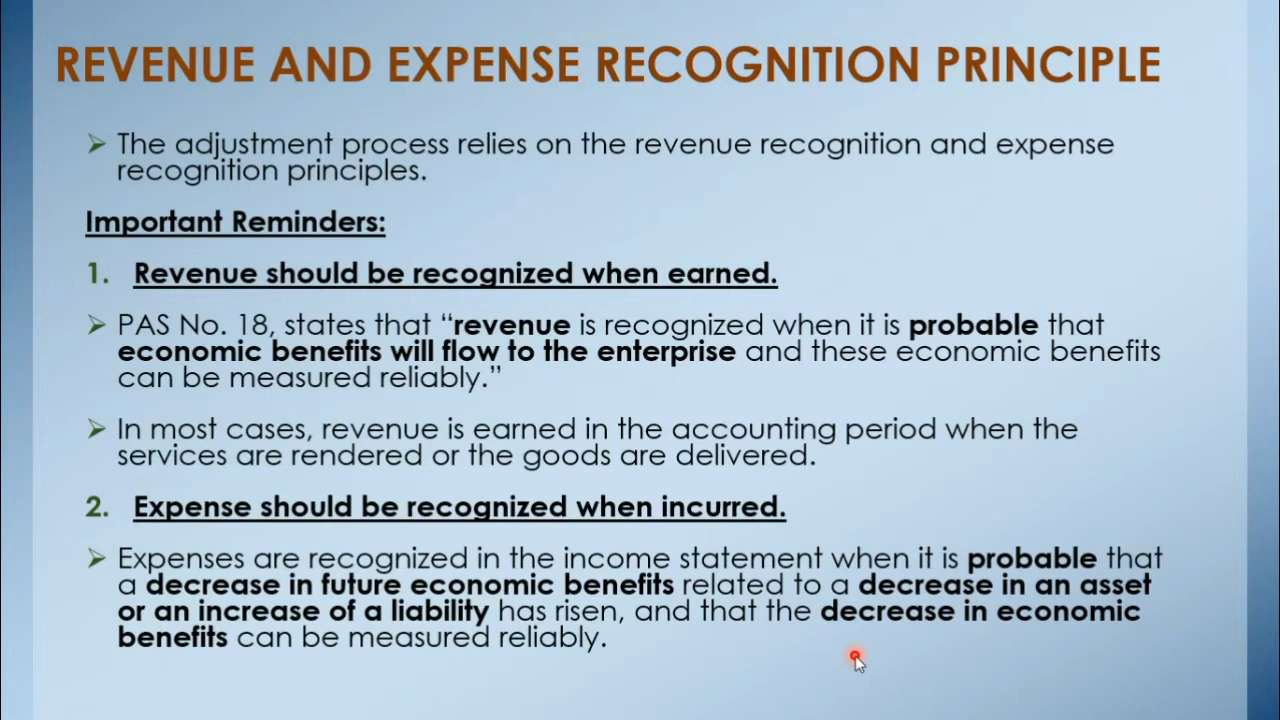 REVENUE AND EXPENSE RECOGNITION PRINCIPLE
➢ The adjustment process relies on the revenue recognition and expense
recognition principles.
Important Reminders:
1. Revenue should be recognized when earned.
➢ PAS No. 18, states that “revenue is recognized when it is probable that
economic benefits will flow to the enterprise and these economic benefits
can be measured reliably.”
➢ In most cases, revenue is earned in the accounting period when the
services are rendered or the goods are delivered.
2. Expense should be recognized when incurred.
➢ Expenses are recognized in the income statement when it is probable that
a decrease in future economic benefits related to a decrease in an asset
or an increase of a liability has risen, and that the decrease in economic
benefits can be measured reliably.